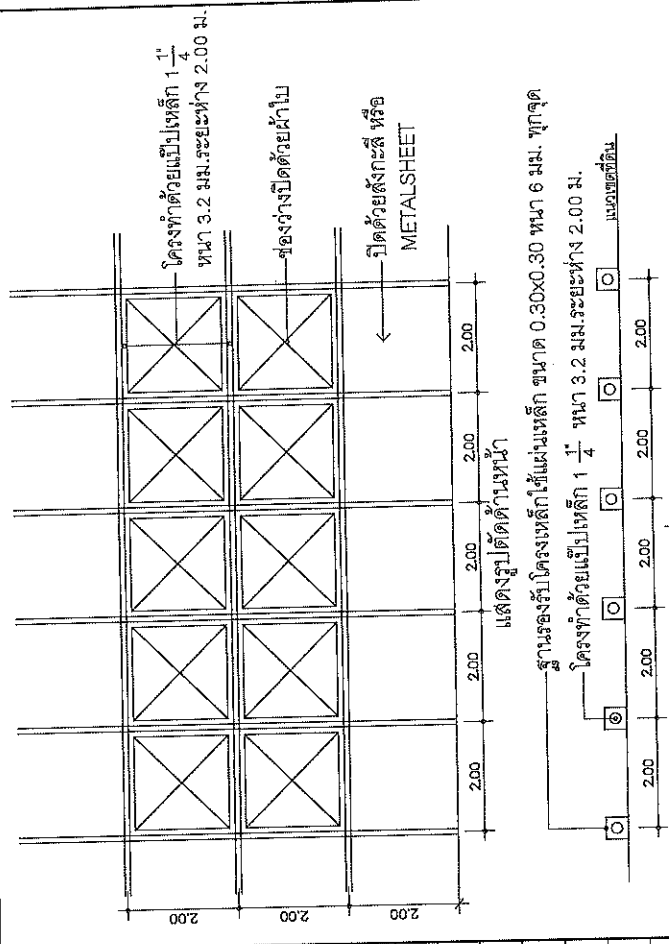 โครงทำด้วยแป๊ปเหล็ก 1 1"/4
หนา 3.2 มม.ระยะห่าง 2.00 ม.
ช่องว่างปิดด้วยผ้าใบ
ปิดด้วยสังกะสี หรือ
METALSHEET
2.00
2.00
2.00
2.00
2.00
2.00
2.00
2.00
แสดงรูปตัดด้านหน้า
ฐานรองรับโครงเหล็กใช้แผ่นเหล็ก ขนาด 0.30x0.30 หนา 6 มม. ทุกจุด
โครงทำด้วยแป๊ปเหล็ก 1 1"/4 หนา 3.2 มม.ระยะห่าง 2.00 ม.
แนวเขตที่ดิน
2.00
2.00
2.00
2.00
2.00